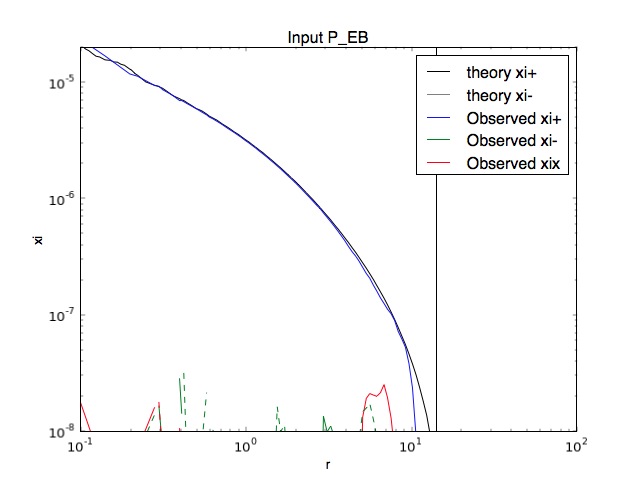 Input P_EB
theory xi+
theory xi-
Observed xi+
Observed xi-
Observed xix
10^-5
10^-6
10^-7
10^-8
xi
10^-1
10^0
10^1
10^2
r